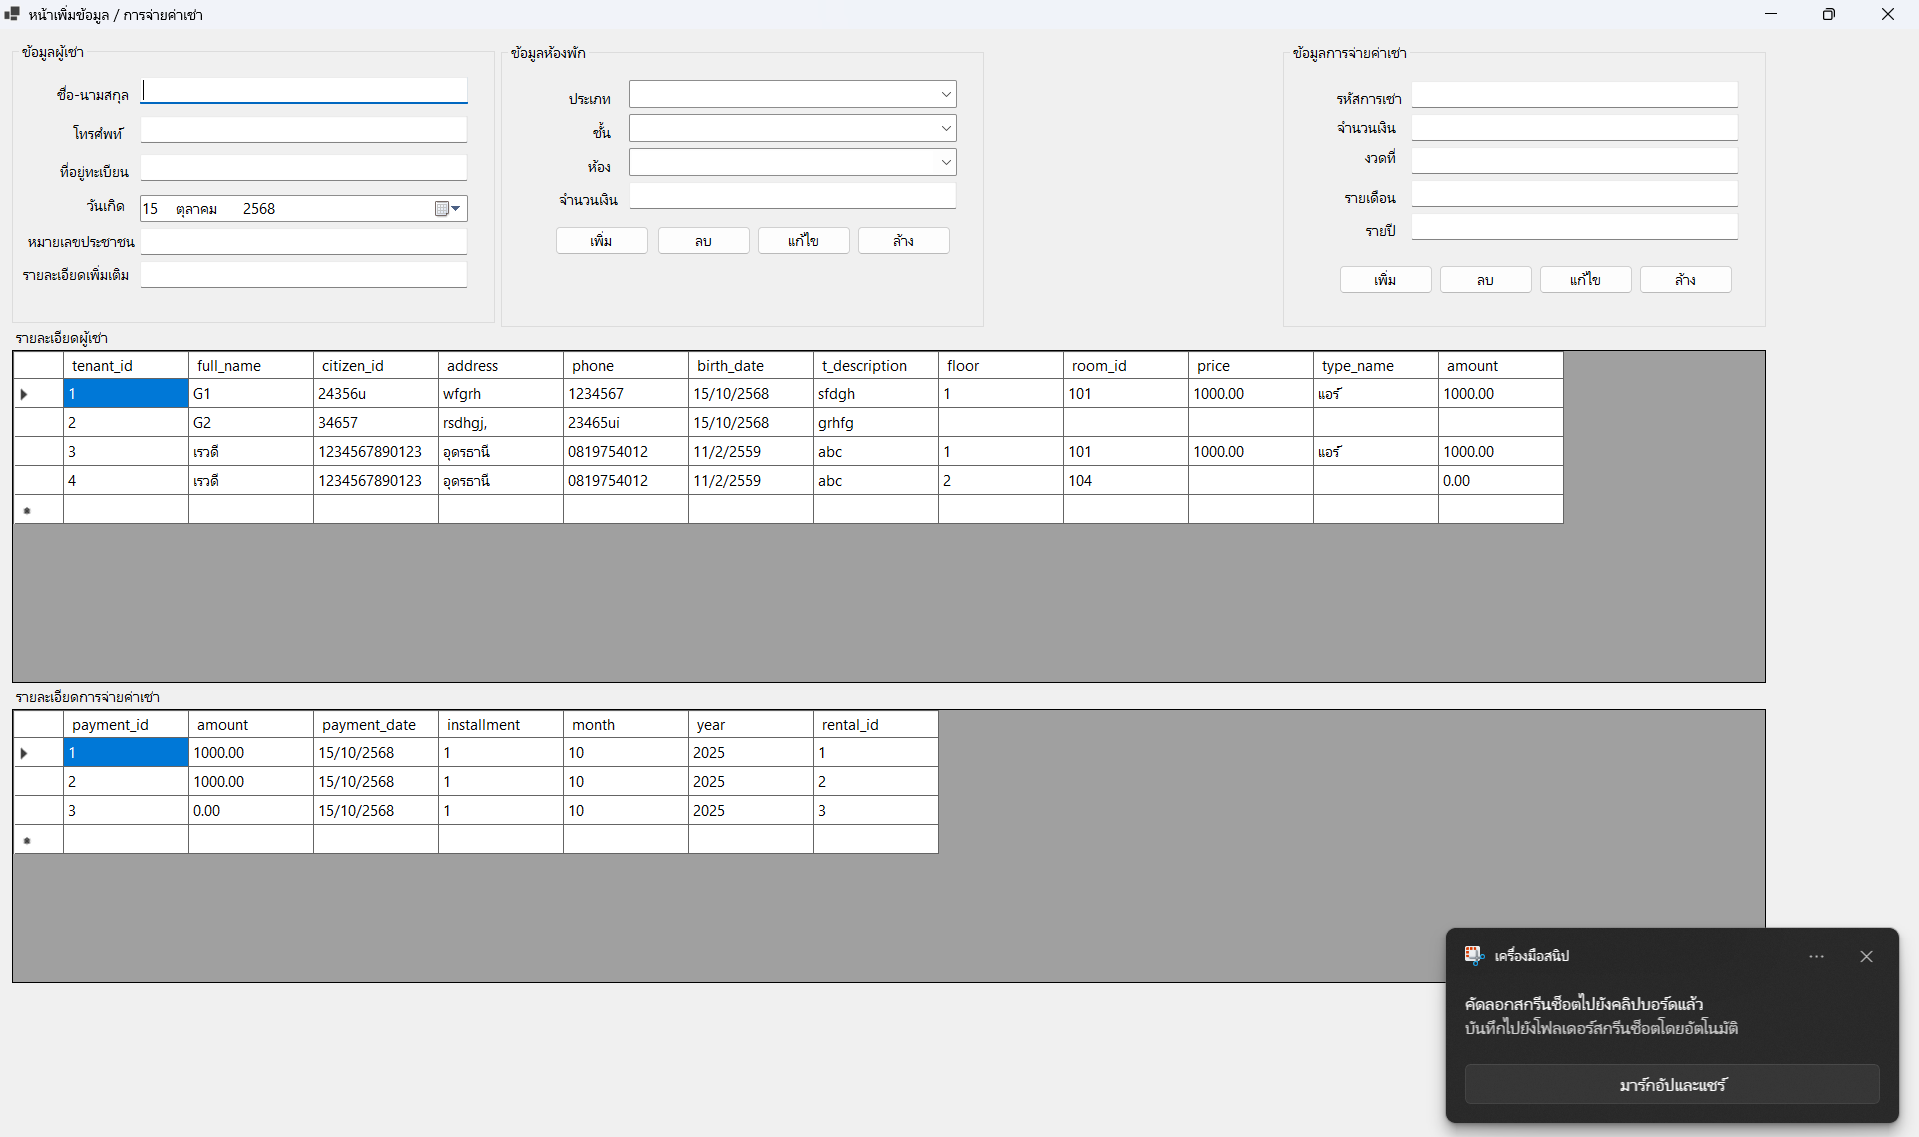 หน้าเพิ่มข้อมูล / การจ่ายค่าเช่า
ข้อมูลผู้เช่า
ชื่อ-นามสกุล
โทรศํพท์
ที่อยู่ทะเบียน
วันเกิด
15 ตุลาคม 2568
หมายเลขประชาชน
รายละเอียดเพิ่มเติม
ข้อมูลห้องพัก
ประเภท
ชั้น
ห้อง
จำนวนเงิน
เพิ่ม ลบ แก้ไข ล้าง
ข้อมูลการจ่ายค่าเช่า
รหัสการเช่า
จำนวนเงิน
งวดที่
รายเดือน
รายปี
เพิ่ม ลบ แก้ไข ล้าง
รายละเอียดผู้เช่า
tenant_id full_name citizen_id address phone birth_date t_description floor room_id price type_name amount
1 G1 24356u wfgrh 1234567 15/10/2568 sfdgh 1 101 1000.00 แอร์ 1000.00
2 G2 34657 rsdhgj, 23465ui 15/10/2568 grhfg
3 เรวดี 1234567890123 อุดรธานี 0819754012 11/2/2559 abc 1 101 1000.00 แอร์ 1000.00
4 เรวดี 1234567890123 อุดรธานี 0819754012 11/2/2559 abc 2 104 0.00
รายละเอียดการจ่ายค่าเช่า
payment_id amount payment_date installment month year rental_id
1 1000.00 15/10/2568 1 10 2025 1
2 1000.00 15/10/2568 1 10 2025 2
3 0.00 15/10/2568 1 10 2025 3
เครื่องมือสนิป
คัดลอกสกรีนช็อตไปยังคลิปบอร์ดแล้ว
บันทึกไปยังโฟลเดอร์สกรีนช็อตโดยอัตโนมัติ
มาร์กอัปและแชร์